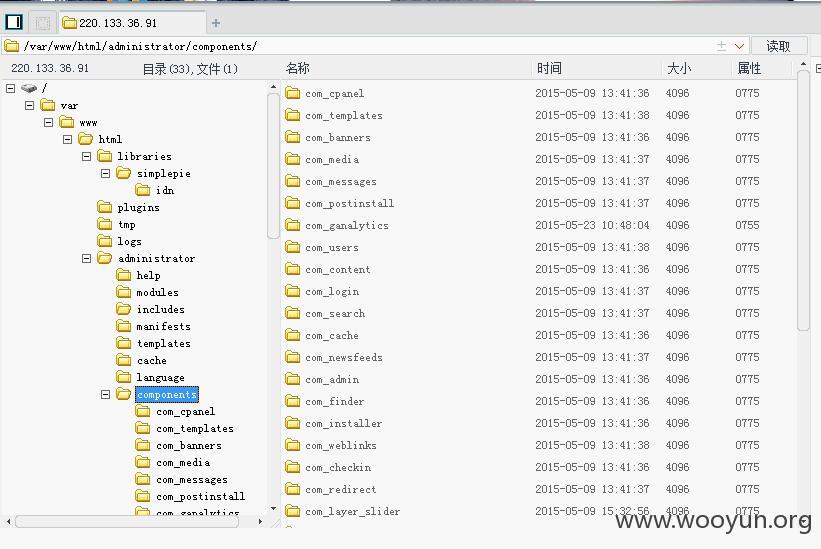 220.133.36.91
/var/www/html/administrator/components/ 读取
220.133.36.91 目录(33),文件(1) 名称 时间 大小 属性
/
var
www
html
libraries
simplepie
idn
plugins
tmp
logs
administrator
help
modules
includes
manifests
templates
cache
language
components
com_cpanel
com_templates
com_banners
com_media
com_messages
com_postinstall
com_ganalytics
com_cpanel 2015-05-09 13:41:36 4096 0775
com_templates 2015-05-09 13:41:38 4096 0775
com_banners 2015-05-09 13:41:36 4096 0775
com_media 2015-05-09 13:41:37 4096 0775
com_messages 2015-05-09 13:41:37 4096 0775
com_postinstall 2015-05-09 13:41:37 4096 0775
com_ganalytics 2015-05-23 10:48:04 4096 0755
com_users 2015-05-09 13:41:38 4096 0775
com_content 2015-05-09 13:41:36 4096 0775
com_login 2015-05-09 13:41:37 4096 0775
com_search 2015-05-09 13:41:37 4096 0775
com_cache 2015-05-09 13:41:36 4096 0775
com_newsfeeds 2015-05-09 13:41:37 4096 0775
com_admin 2015-05-09 13:41:36 4096 0775
com_finder 2015-05-09 13:41:36 4096 0775
com_installer 2015-05-09 13:41:37 4096 0775
com_weblinks 2015-05-09 13:41:38 4096 0775
com_checkin 2015-05-09 13:41:36 4096 0775
com_redirect 2015-05-09 13:41:37 4096 0775
com_layer_slider 2015-05-09 15:32:56 4096 0775
www.wooyun.org